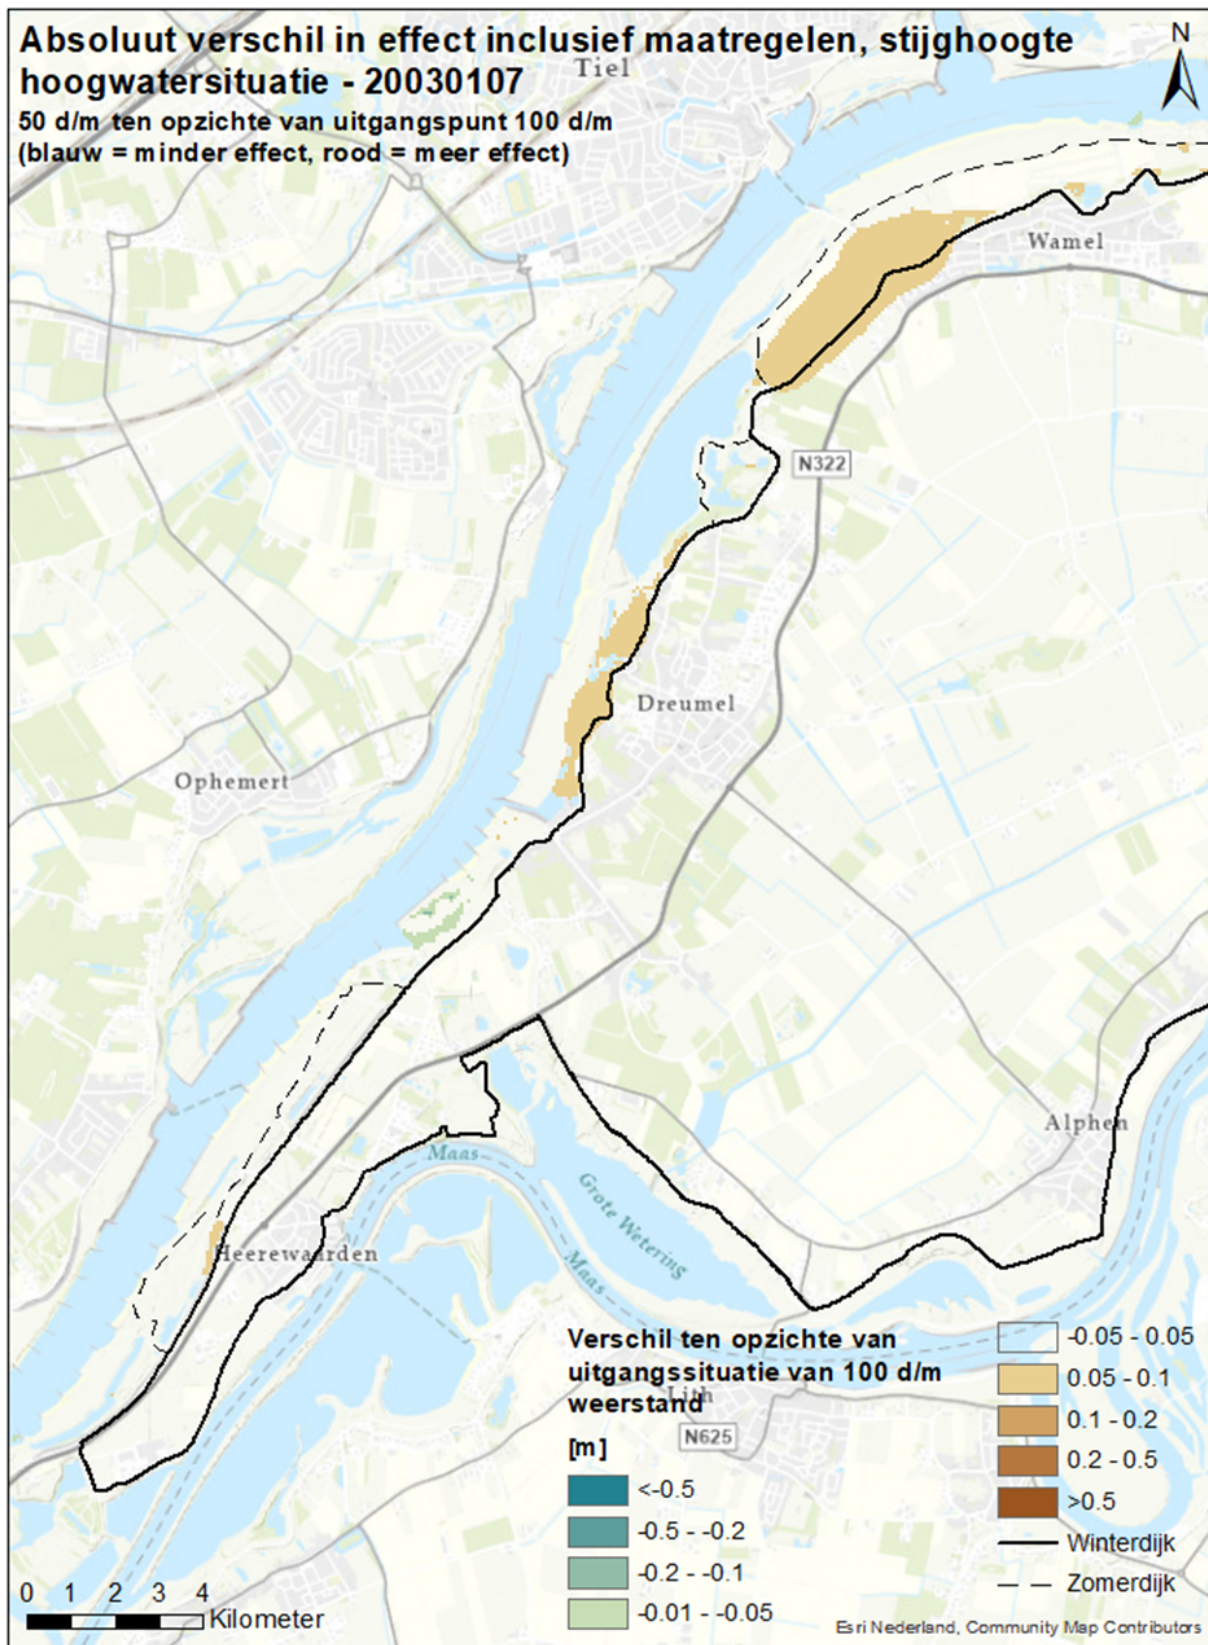 Absoluut verschil in effect inclusief maatregelen, stijghoogte
hoogwatersituatie - 20030107
50 d/m ten opzichte van uitgangspunt 100 d/m
(blauw = minder effect, rood = meer effect)
N
Tiel
Wamel
N322
Dreumel
Ophemert
Alphen
Maas
Grote Wetering
Maas
Heerewaarden
Lith
N625
Verschil ten opzichte van
uitgangssituatie van 100 d/m
weerstand
[m]
<-0.5
-0.5 - -0.2
-0.2 - -0.1
-0.01 - -0.05
-0.05 - 0.05
0.05 - 0.1
0.1 - 0.2
0.2 - 0.5
>0.5
Winterdijk
Zomerdijk
0 1 2 3 4
Kilometer
Esri Nederland, Community Map Contributors